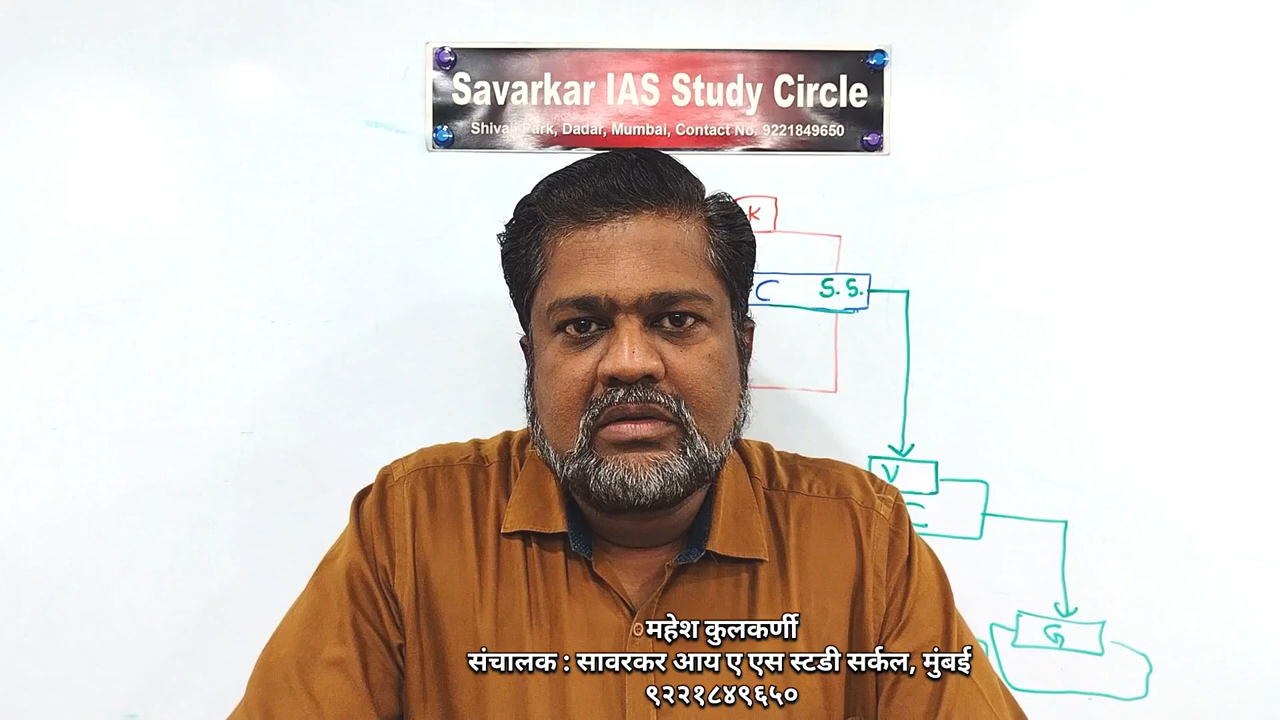 Savarkar IAS Study Circle
Shivaji Park, Dadar, Mumbai, Contact No. 9221849650
K
C S.S.
V
C
G
महेश कुलकर्णी
संचालक : सावरकर आय ए एस स्टडी सर्कल, मुंबई
९२२१८४९६५०